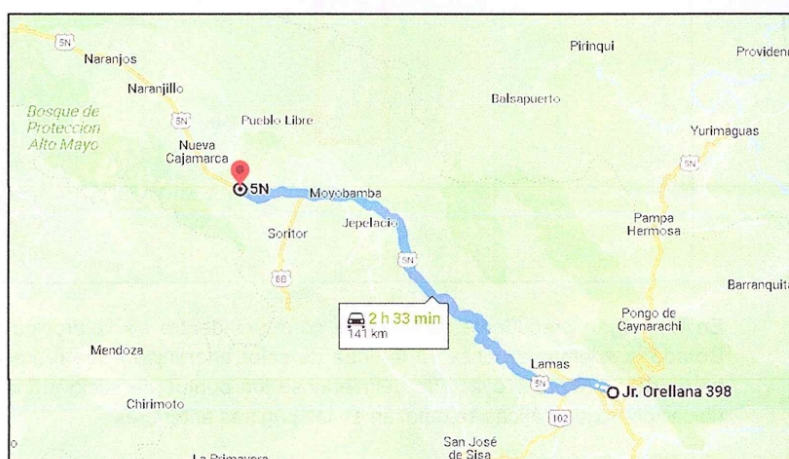 5N
Naranjos
Naranjillo
Bosque de
Proteccion
Alto Mayo
5N
Pueblo Libre
Nueva
Cajamarca
5N
Moyobamba
Soritor
Jepelacio
5N
8B
2 h 33 min
141 km
Mendoza
Chirimoto
Lamas
5N
Jr. Orellana 398
102
San José
de Sisa
La Primavera
Pirinqui
Providenc
Balsapuerto
Yurimaguas
5N
Pampa
Hermosa
Barranquita
Pongo de
Caynarachi